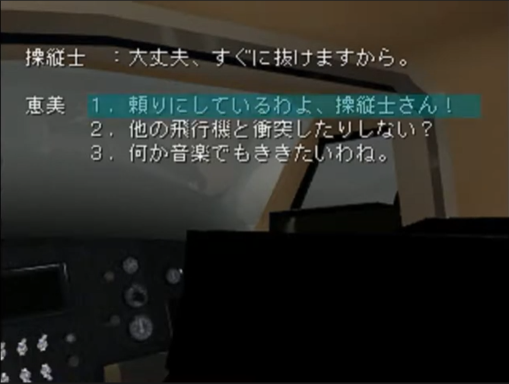 操縦士　：大丈夫、すぐに抜けますから。
恵美　１．頼りにしているわよ、操縦士さん！
２．他の飛行機と衝突したりしない？
３．何か音楽でもききたいわね。